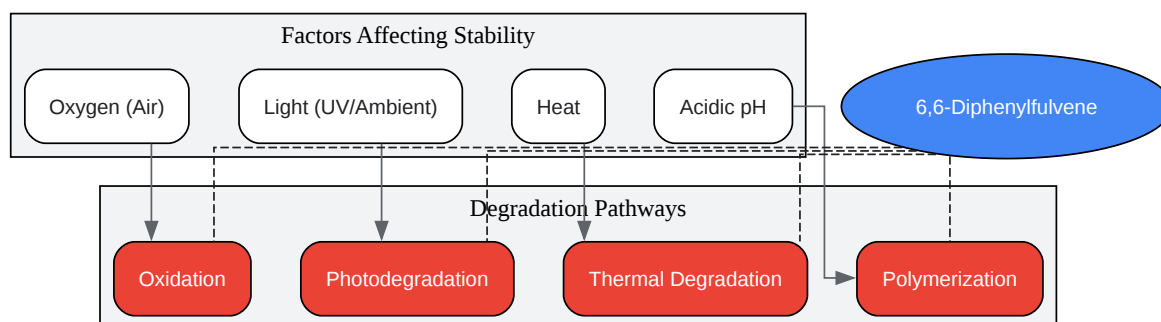 Factors Affecting Stability
Oxygen (Air)
Light (UV/Ambient)
Heat
Acidic pH
6,6-Diphenylfulvene
Degradation Pathways
Oxidation
Photodegradation
Thermal Degradation
Polymerization